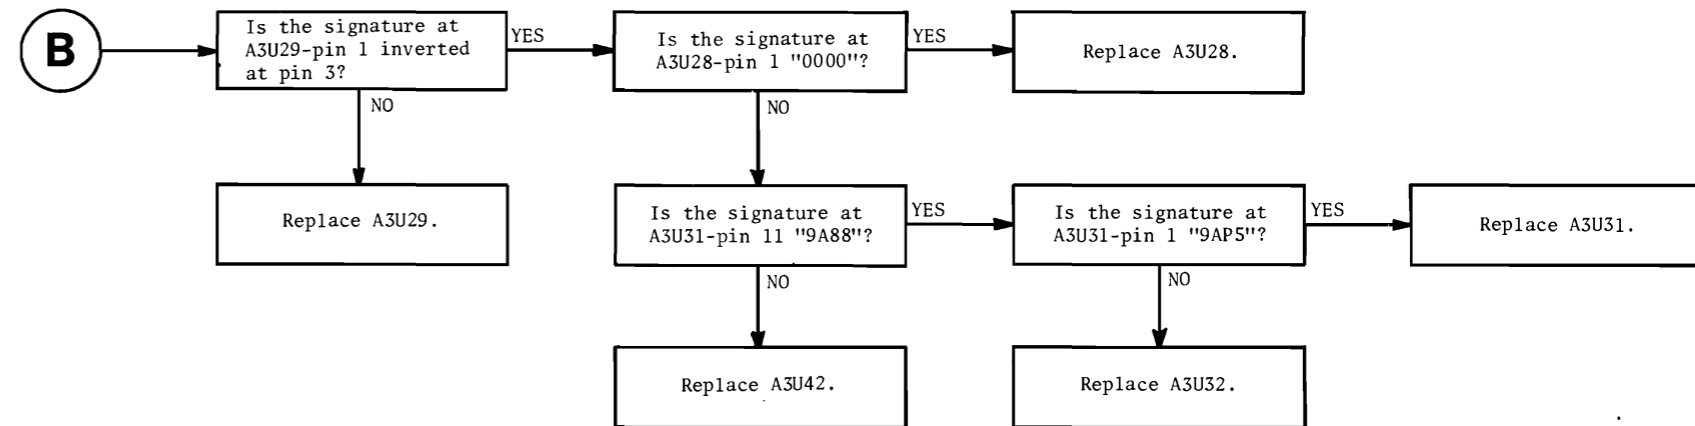 B
Is the signature at
A3U29-pin 1 inverted
at pin 3?
YES
Is the signature at
A3U28-pin 1 "0000"?
YES
Replace A3U28.
NO
NO
Replace A3U29.
Is the signature at
A3U31-pin 11 "9A88"?
YES
Is the signature at
A3U31-pin 1 "9AP5"?
YES
Replace A3U31.
NO
NO
Replace A3U42.
Replace A3U32.